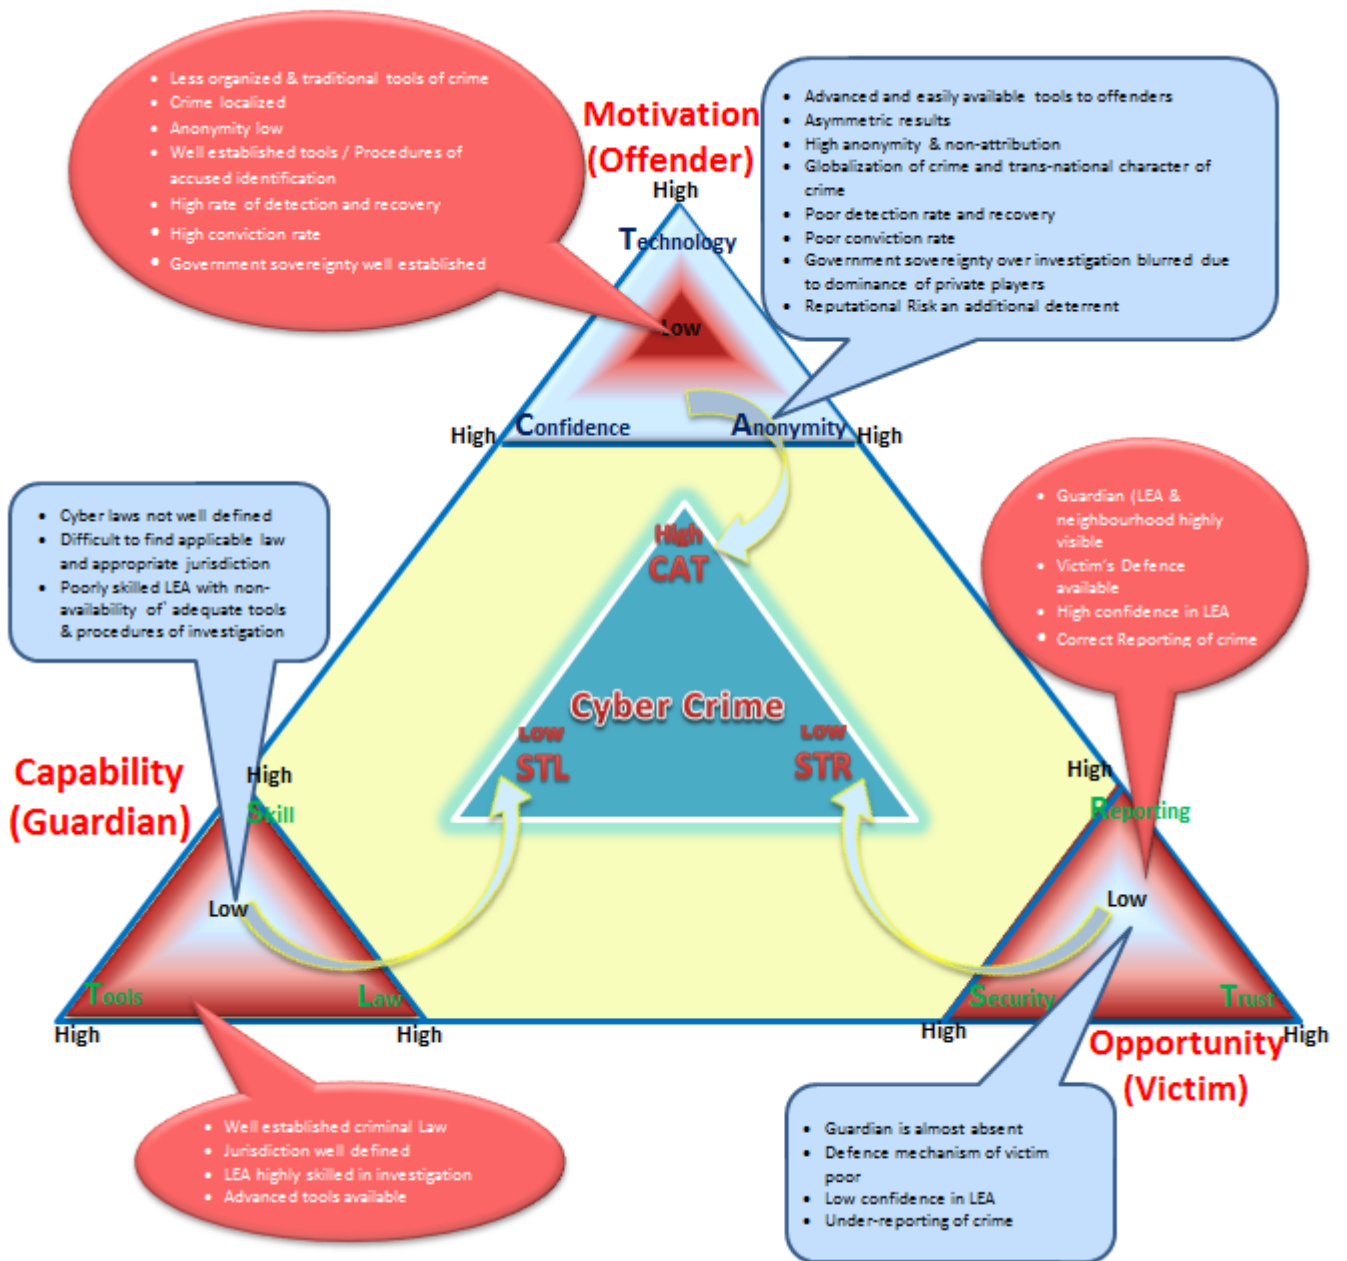 • Less organized & traditional tools of crime
• Crime localized
• Anonymity low
• Well established tools / Procedures of
accused identification
• High rate of detection and recovery
• High conviction rate
• Government sovereignty well established
Motivation
(Offender)
• Advanced and easily available tools to offenders
• Asymmetric results
• High anonymity & non-attribution
• Globalization of crime and trans-national character of
crime
• Poor detection rate and recovery
• Poor conviction rate
• Government sovereignty over investigation blurred due
to dominance of private players
• Reputational Risk an additional deterrent
High
Technology
Low
High
Confidence
Anonymity
High
• Cyber laws not well defined
• Difficult to find applicable law
and appropriate jurisdiction
• Poorly skilled LEA with non-
availability of' adequate tools
& procedures of investigation
• Guardian (LEA &
neighbourhood highly
visible
• Victim's Defence
available
• High confidence in LEA
• Correct Reporting of crime
High
CAT
Cyber Crime
Low
STL
Low
STR
Capability
(Guardian)
High
Skill
Low
Tools
Law
High
High
High
Reporting
Low
Security
Trust
High
High
Opportunity
(Victim)
• Well established criminal Law
• Jurisdiction well defined
• LEA highly skilled in investigation
• Advanced tools available
• Guardian is almost absent
• Defence mechanism of victim
poor
• Low confidence in LEA
• Under-reporting of crime